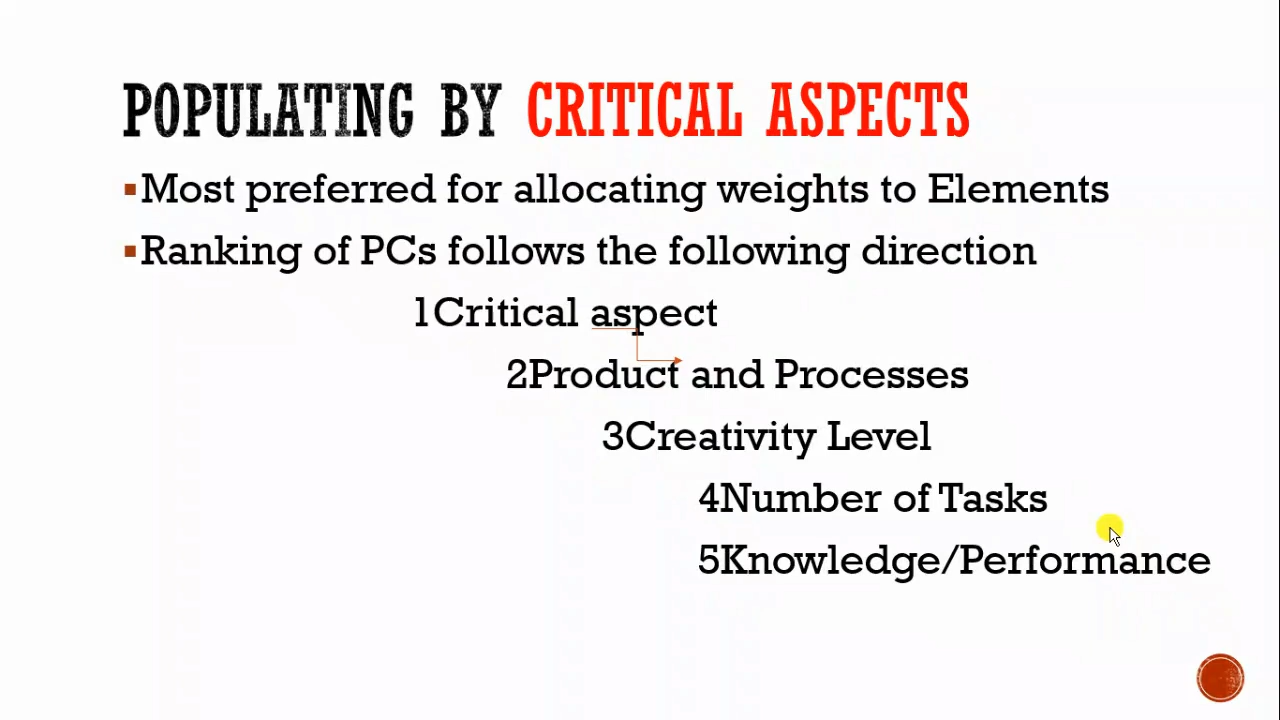 POPULATING BY CRITICAL ASPECTS
▪Most preferred for allocating weights to Elements
▪Ranking of PCs follows the following direction
1Critical aspect
2Product and Processes
3Creativity Level
4Number of Tasks
5Knowledge/Performance